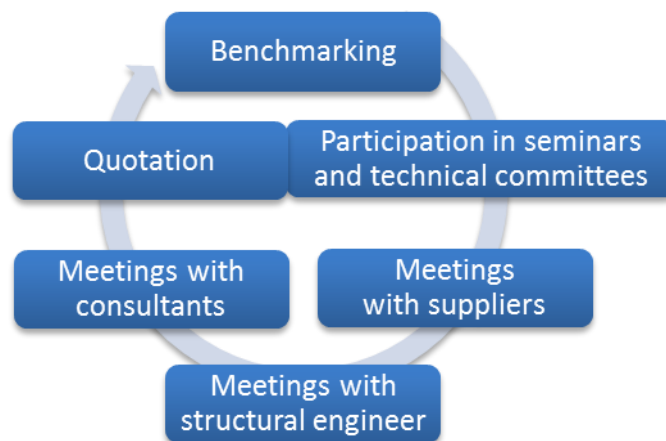 Benchmarking
Quotation
Participation in seminars
and technical committees
Meetings with
consultants
Meetings
with suppliers
Meetings with
structural engineer